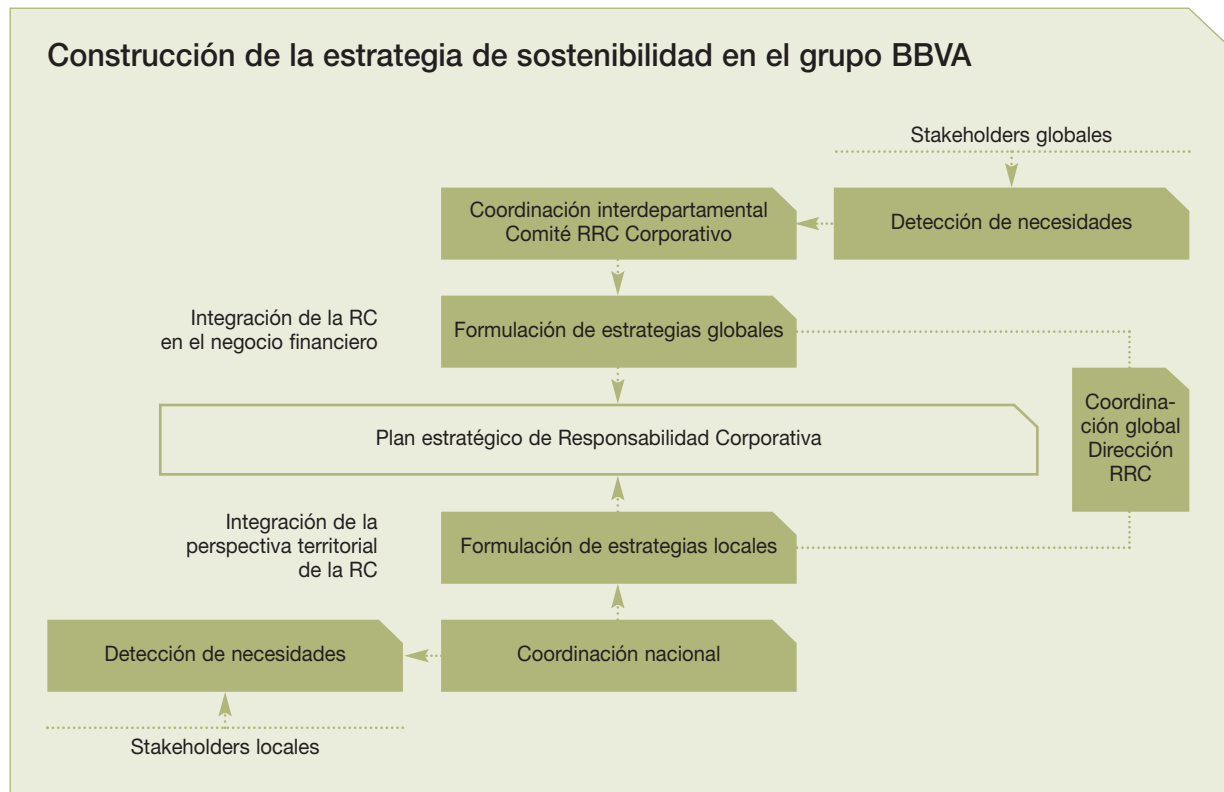 Construcción de la estrategia de sostenibilidad en el grupo BBVA
Stakeholders globales
Coordinación interdepartamental
Comité RRC Corporativo
Detección de necesidades
Integración de la RC
en el negocio financiero
Formulación de estrategias globales
Coordina-
ción global
Dirección
RRC
Plan estratégico de Responsabilidad Corporativa
Integración de la
perspectiva territorial
de la RC
Formulación de estrategias locales
Detección de necesidades
Coordinación nacional
Stakeholders locales